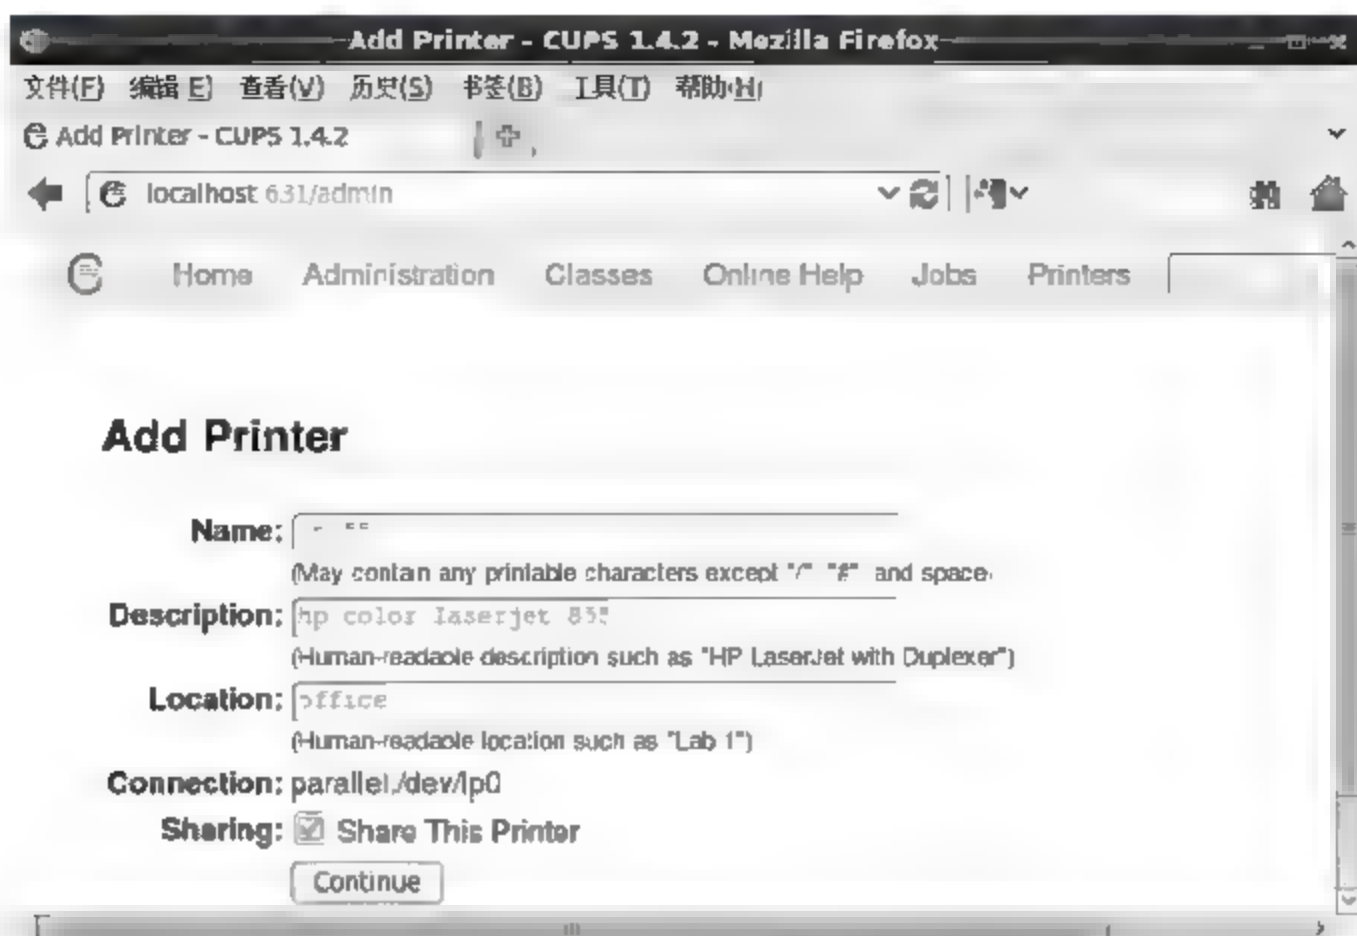 Add Printer - CUPS 1.4.2 - Mozilla Firefox
文件(F) 编辑(E) 查看(V) 历史(S) 书签(B) 工具(T) 帮助(H)
Add Printer - CUPS 1.4.2
localhost:631/admin
Home Administration Classes Online Help Jobs Printers
Add Printer
Name:
(May contain any printable characters except "/", "#", and space)
Description: hp color laserjet
(Human-readable description such as "HP LaserJet with Duplexer")
Location: office
(Human-readable location such as "Lab 1")
Connection: parallel:/dev/lp0
Sharing: Share This Printer
Continue